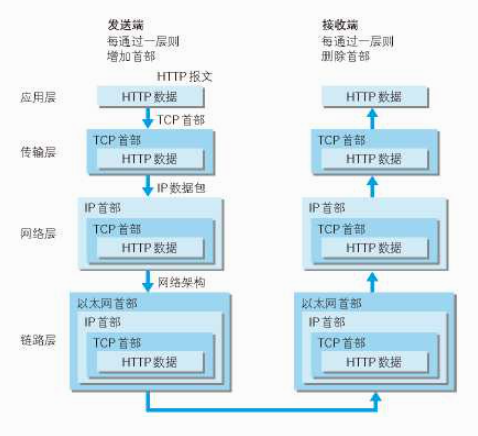 发送端
每通过一层则
增加首部
接收端
每通过一层则
删除首部
HTTP 报文
应用层
HTTP 数据
HTTP 数据
TCP 首部
传输层
TCP 首部
HTTP 数据
TCP 首部
HTTP 数据
IP 数据包
网络层
IP 首部
TCP 首部
HTTP 数据
IP 首部
TCP 首部
HTTP 数据
网络架构
链路层
以太网首部
IP 首部
TCP 首部
HTTP 数据
以太网首部
IP 首部
TCP 首部
HTTP 数据